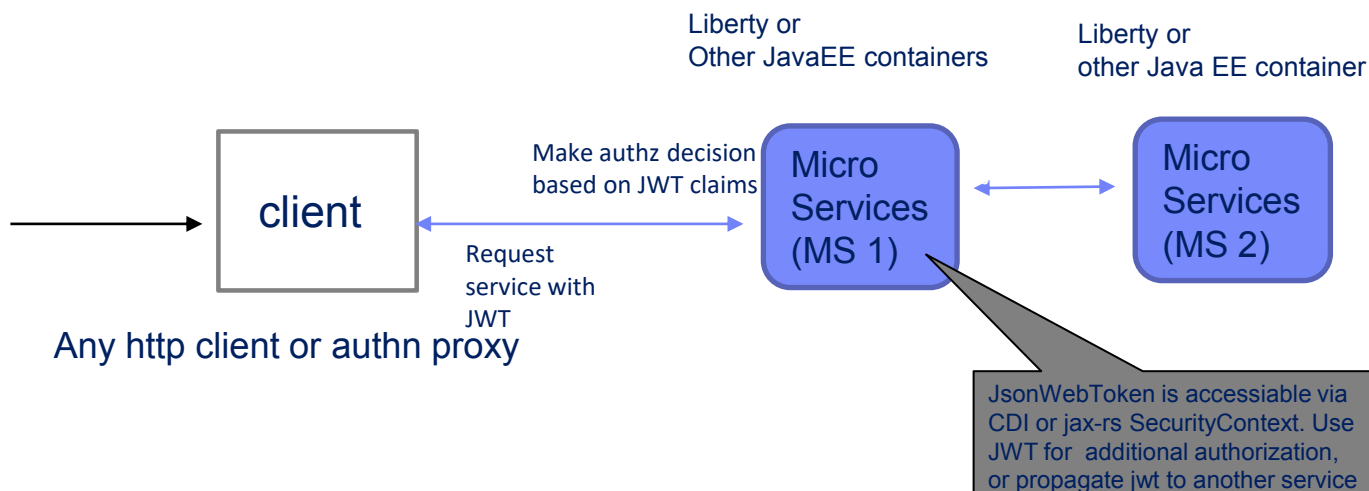 Liberty or
Other JavaEE containers
Liberty or
other Java EE container
client
Make authz decision
based on JWT claims
Request
service with
JWT
Micro
Services
(MS 1)
Micro
Services
(MS 2)
Any http client or authn proxy
JsonWebToken is accessiable via
CDI or jax-rs SecurityContext. Use
JWT for additional authorization,
or propagate jwt to another service